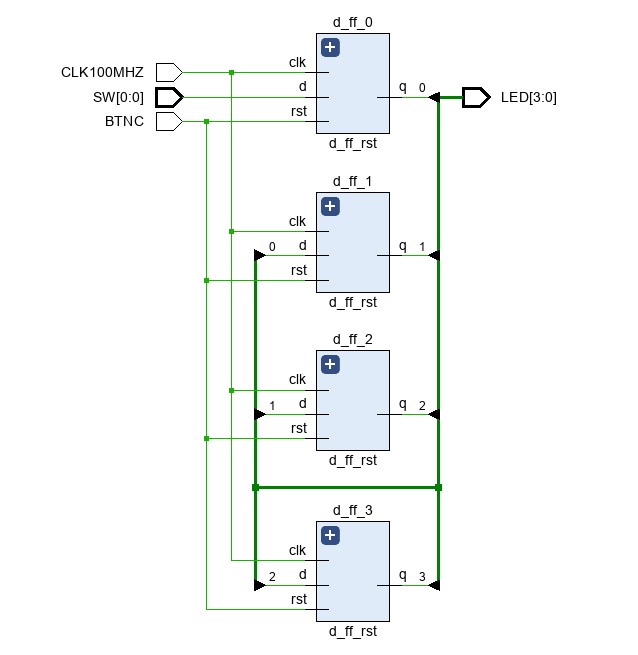 d_ff_0
CLK100MHZ clk
SW[0:0] d q 0 LED[3:0]
BTNC rst
d_ff_rst
d_ff_1
clk
0 d q 1
rst
d_ff_rst
d_ff_2
clk
1 d q 2
rst
d_ff_rst
d_ff_3
clk
2 d q 3
rst
d_ff_rst